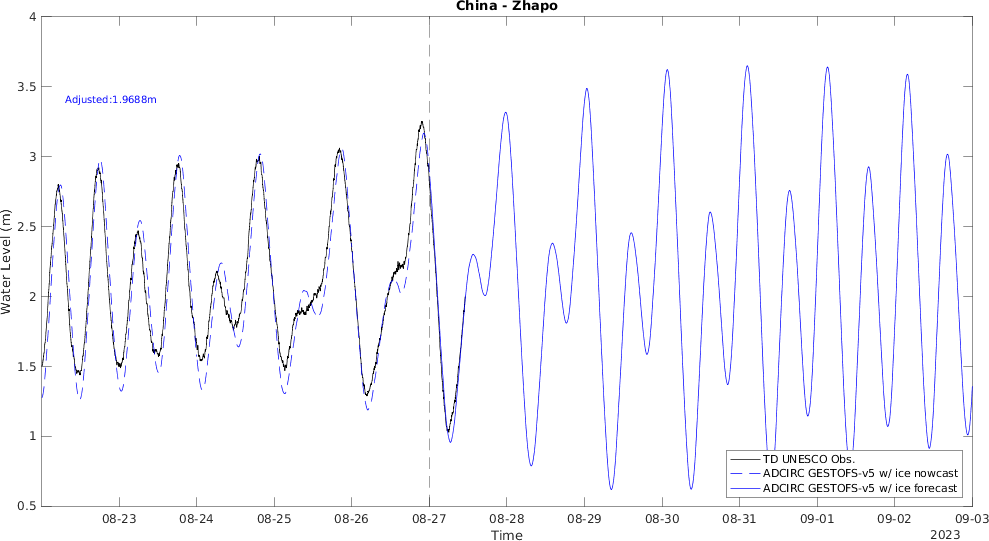 China - Zhapo
4
3.5
3
2.5
2
1.5
1
0.5
Water Level (m)
Adjusted:1.9688m
TD UNESCO Obs.
ADCIRC GESTOFS-v5 w/ ice nowcast
ADCIRC GESTOFS-v5 w/ ice forecast
08-23 08-24 08-25 08-26 08-27 08-28 08-29 08-30 08-31 09-01 09-02 09-03
Time
2023